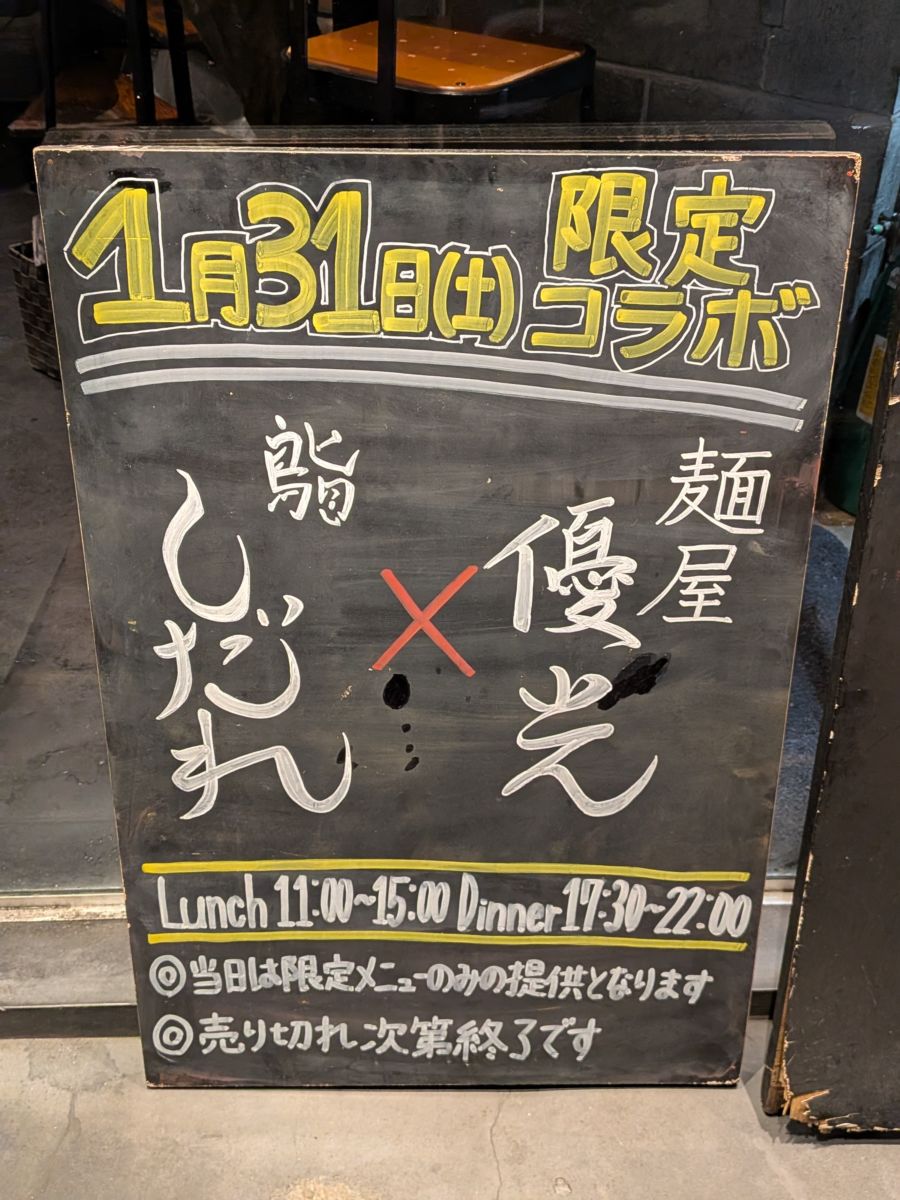 1月31日(土) 限定
コラボ
麺屋
優光
×
鮨
しだれ
Lunch 11:00~15:00 Dinner 17:30~22:00
◎当日は限定メニューのみの提供となります
◎売り切れ次第終了です